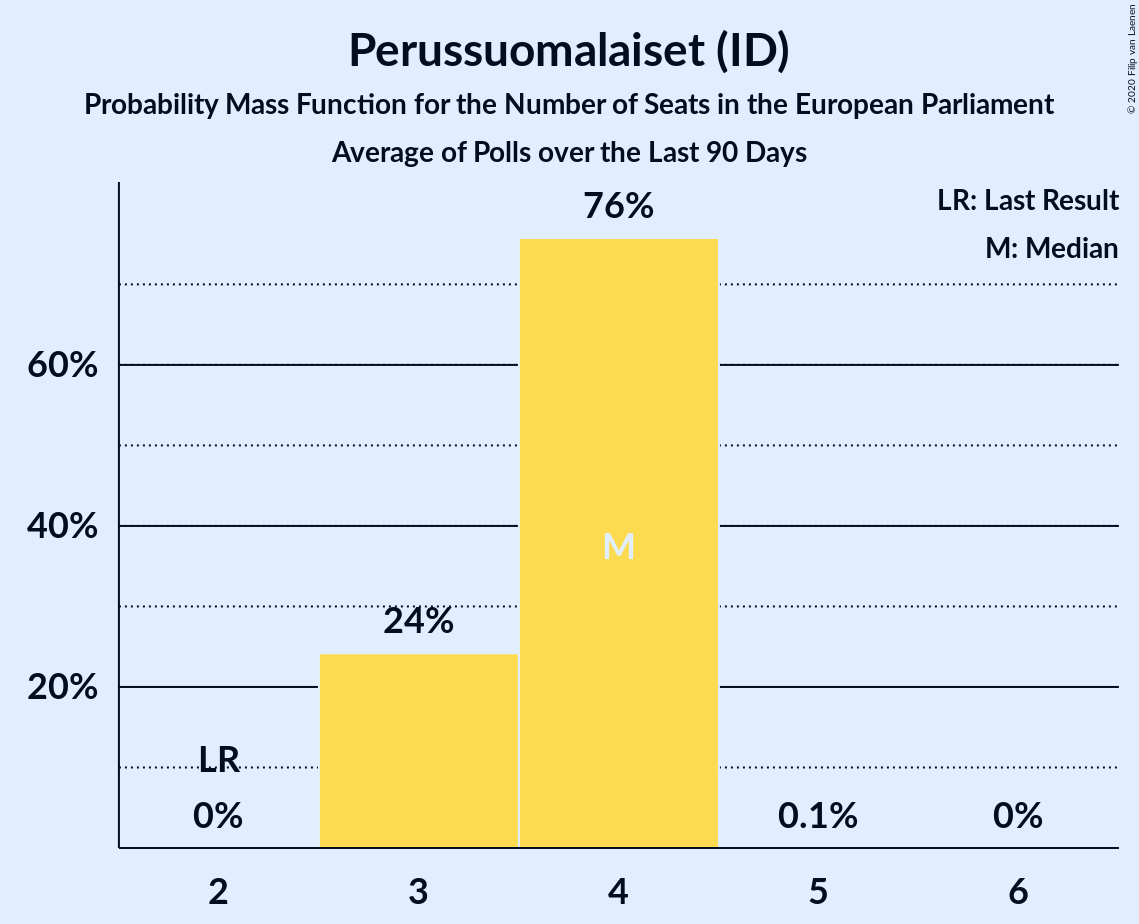 Perussuomalaiset (ID)
Probability Mass Function for the Number of Seats in the European Parliament
Average of Polls over the Last 90 Days
© 2020 Filip van Laenen
LR: Last Result
M: Median
76%
60%
40%
M
24%
20%
LR
0%
0.1%
0%
2 3 4 5 6